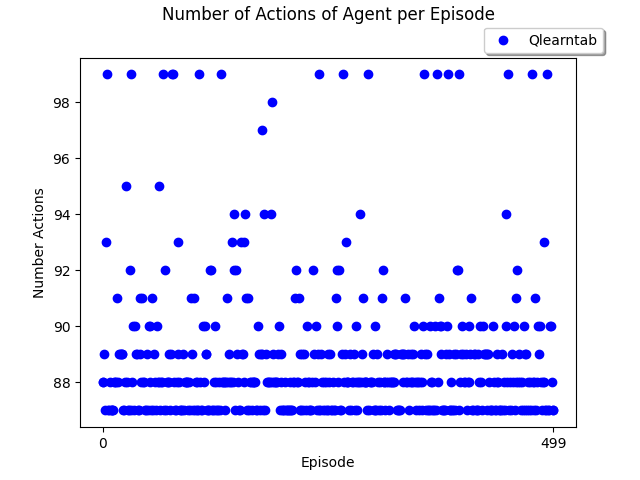 Number of Actions of Agent per Episode
Qlearntab
98
96
94
92
90
88
Number Actions
0
499
Episode